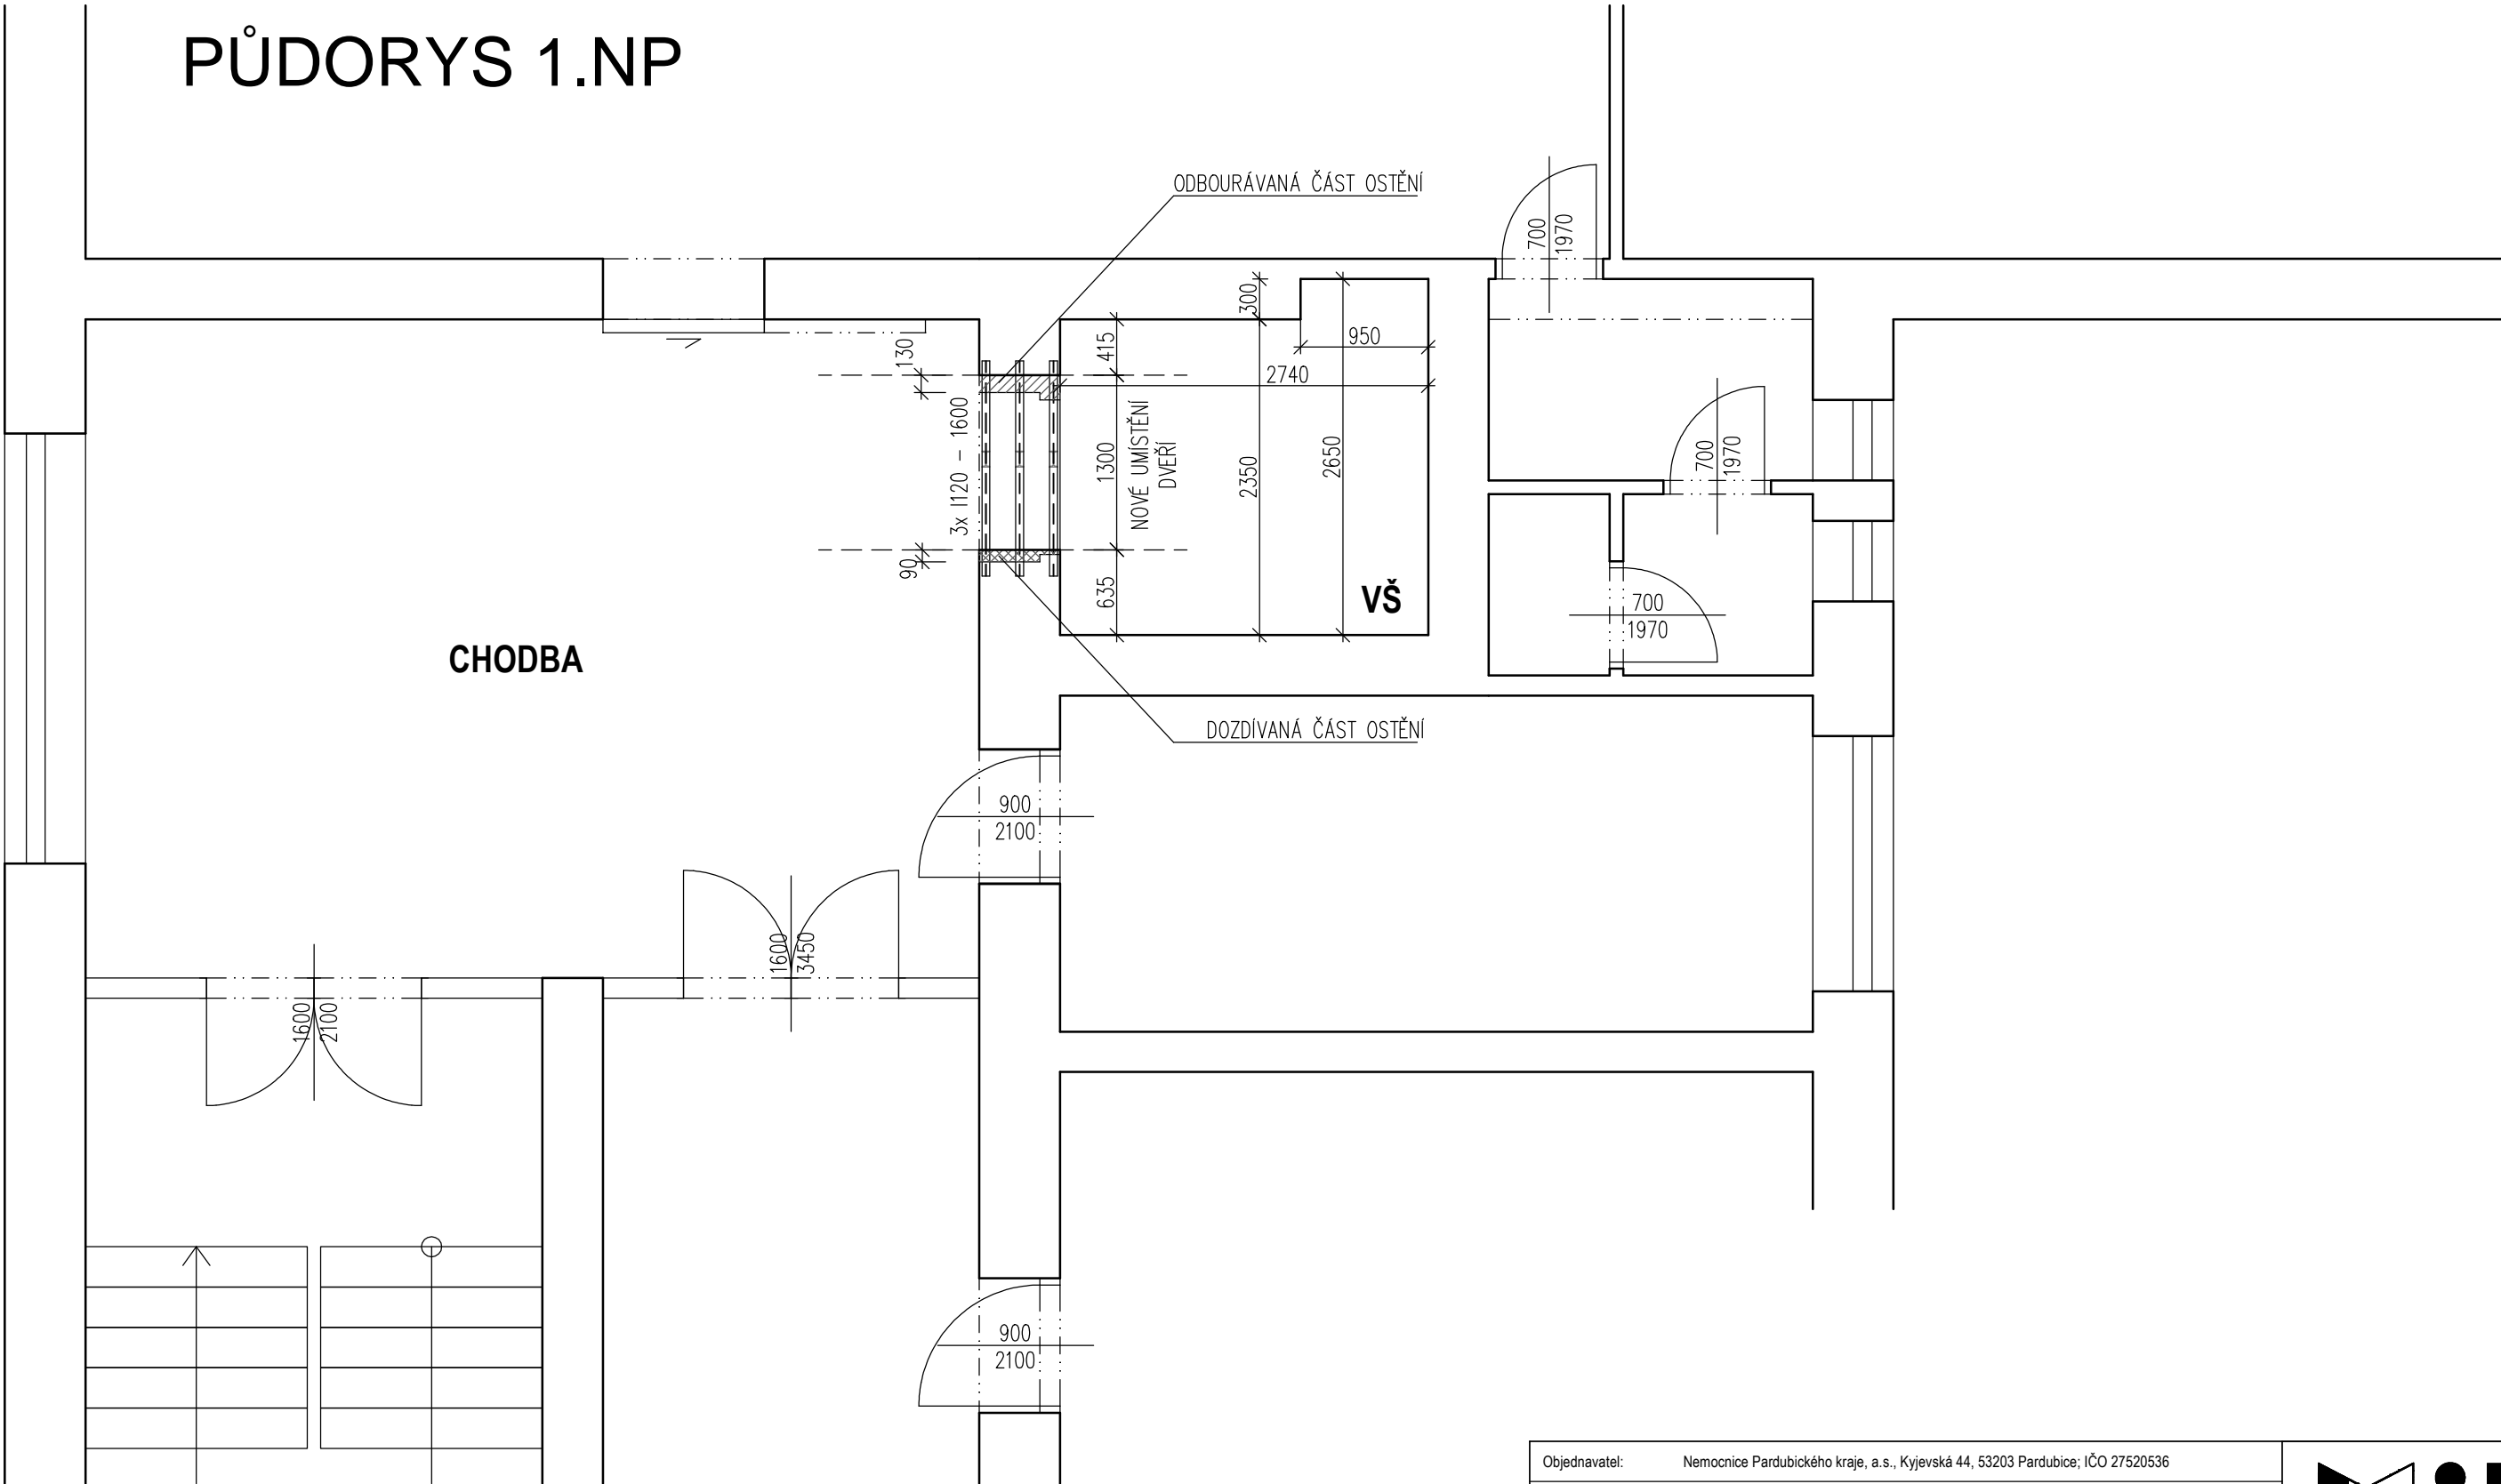 PŮDORYS 1.NP
ODBOURÁVANÁ ČÁST OSTĚNÍ
700
1970
300
950
130
415
2740
3x I120 - 1600
1300
NOVÉ UMÍSTĚNÍ
DVEŘÍ
2350
2650
700
1970
90
635
VŠ
700
1970
CHODBA
DOZDÍVANÁ ČÁST OSTĚNÍ
900
2100
1600
3450
1600
2100
900
2100
Objednavatel: Nemocnice Pardubického kraje, a.s., Kyjevská 44, 53203 Pardubice; IČO 27520536